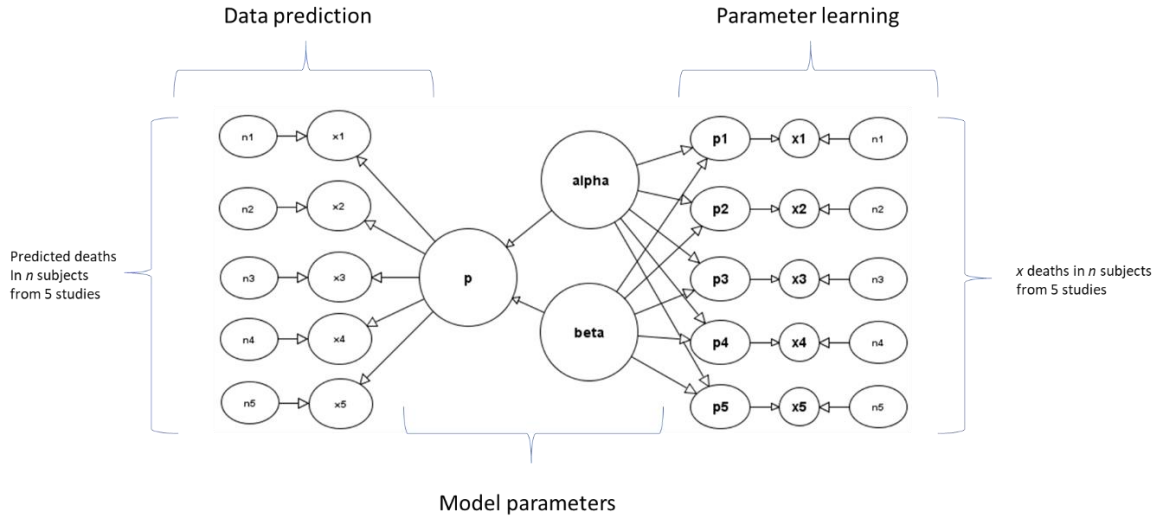 Data prediction
Parameter learning
n1 x1 alpha p1 x1 n1
n2 x2 p2 x2 n2
Predicted deaths
In n subjects
from 5 studies
n3 x3 p p3 x3 n3
x deaths in n subjects
from 5 studies
n4 x4 beta p4 x4 n4
n5 x5 p5 x5 n5
Model parameters